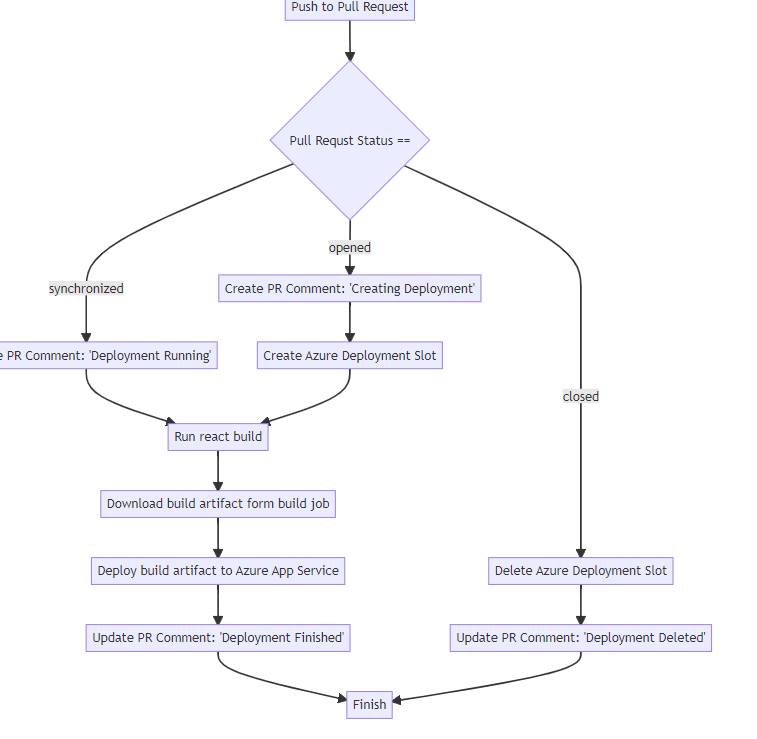 Push to Pull Request
Pull Requst Status ==
opened
synchronized
Create PR Comment: 'Creating Deployment'
PR Comment: 'Deployment Running'
Create Azure Deployment Slot
closed
Run react build
Download build artifact form build job
Deploy build artifact to Azure App Service
Delete Azure Deployment Slot
Update PR Comment: 'Deployment Finished'
Update PR Comment: 'Deployment Deleted'
Finish